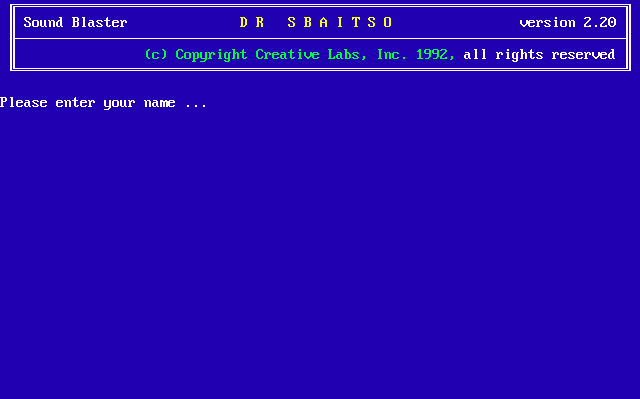 Sound Blaster D R S B A I T S O version 2.20
(c) Copyright Creative Labs, Inc. 1992, all rights reserved
Please enter your name ...